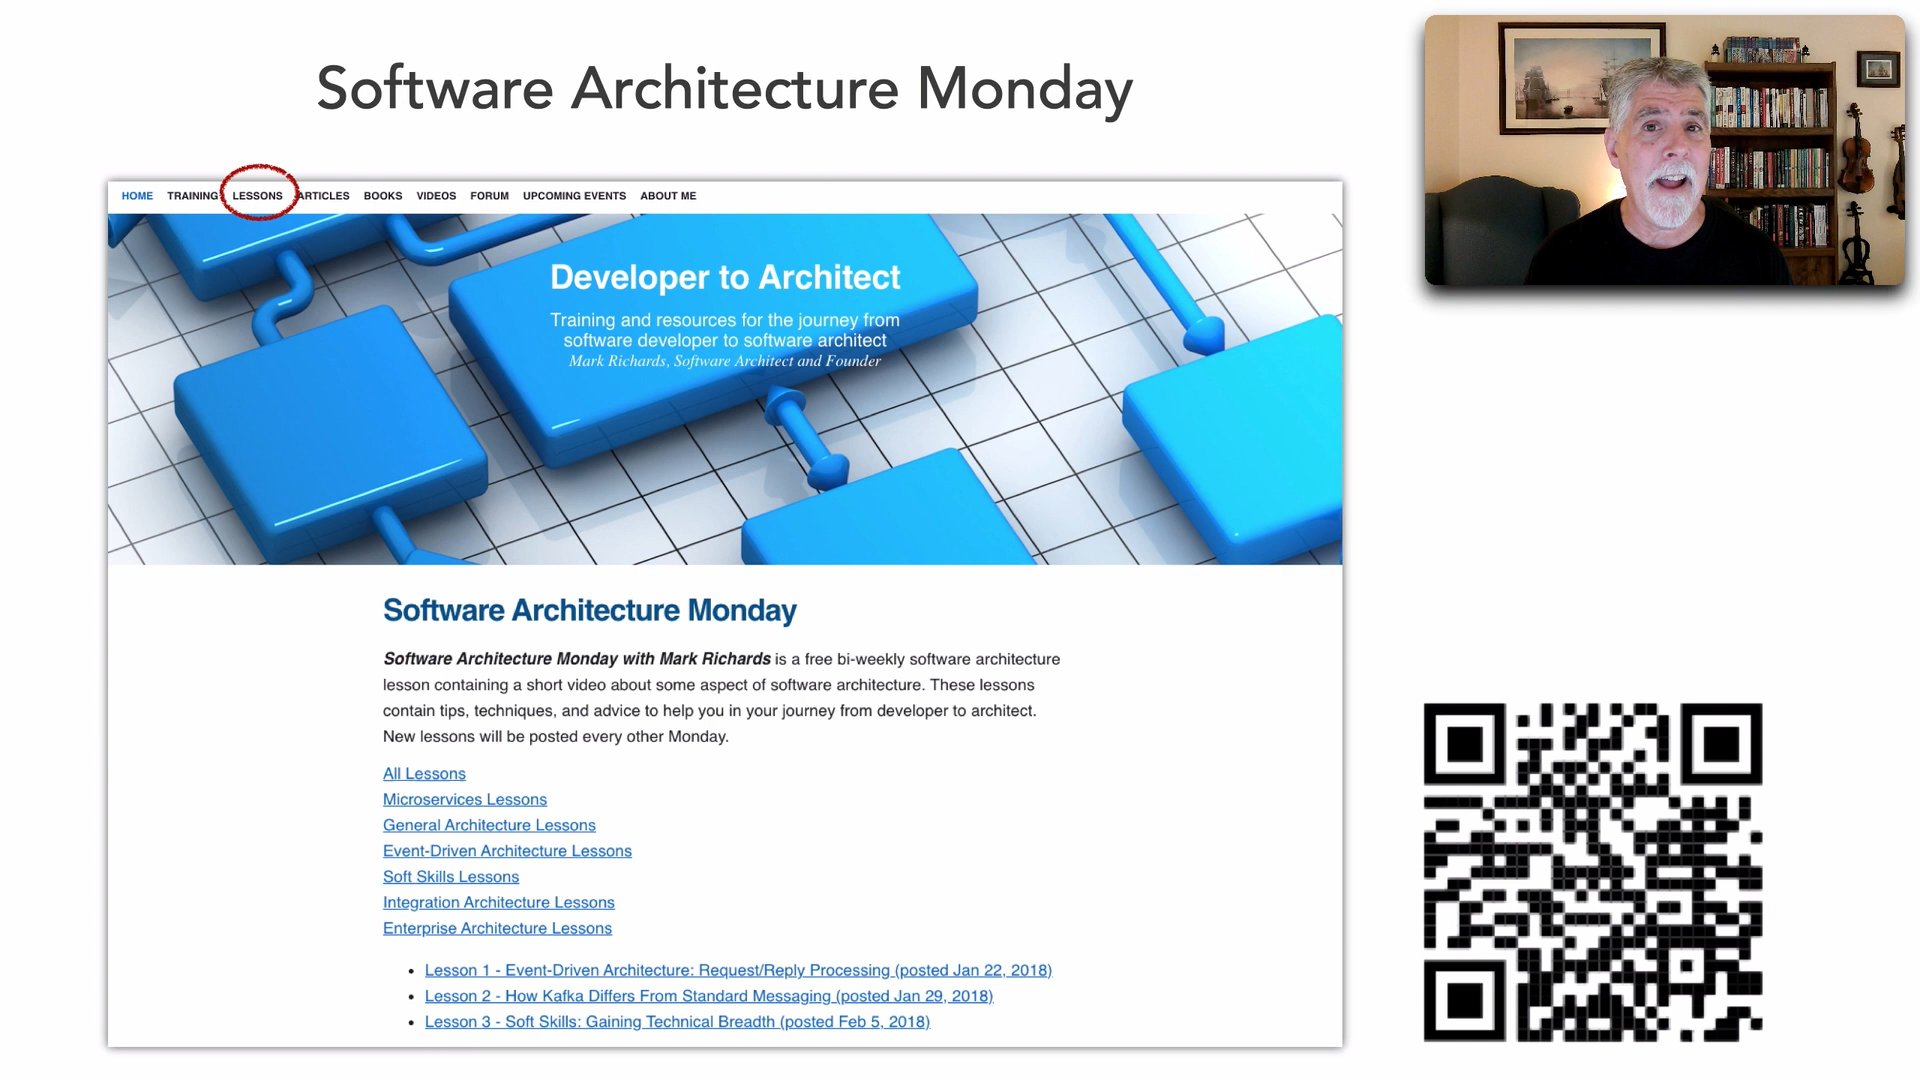 Software Architecture Monday
HOME TRAINING LESSONS ARTICLES BOOKS VIDEOS FORUM UPCOMING EVENTS ABOUT ME
Developer to Architect
Training and resources for the journey from
software developer to software architect
Mark Richards, Software Architect and Founder
Software Architecture Monday
Software Architecture Monday with Mark Richards is a free bi-weekly software architecture
lesson containing a short video about some aspect of software architecture. These lessons
contain tips, techniques, and advice to help you in your journey from developer to architect.
New lessons will be posted every other Monday.
All Lessons
Microservices Lessons
General Architecture Lessons
Event-Driven Architecture Lessons
Soft Skills Lessons
Integration Architecture Lessons
Enterprise Architecture Lessons
• Lesson 1 - Event-Driven Architecture: Request/Reply Processing (posted Jan 22, 2018)
• Lesson 2 - How Kafka Differs From Standard Messaging (posted Jan 29, 2018)
• Lesson 3 - Soft Skills: Gaining Technical Breadth (posted Feb 5, 2018)